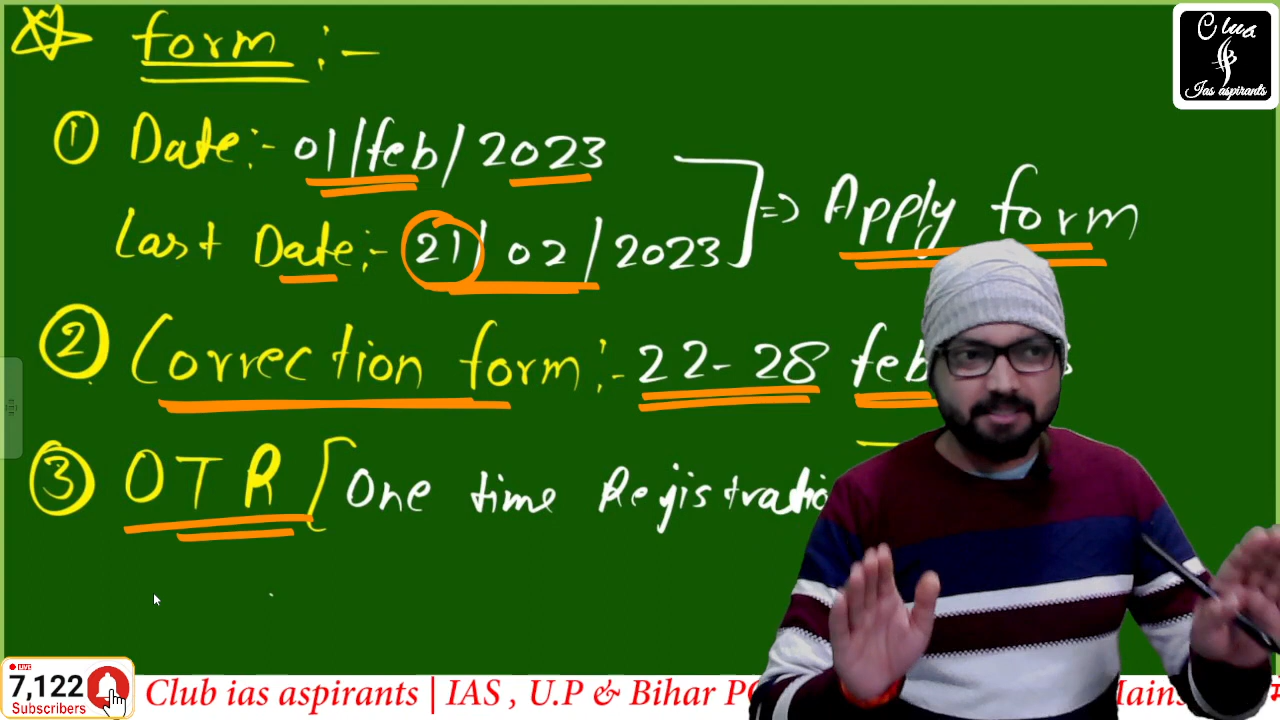 form :-
① Date:- 01/feb/2023
Last Date:- 21/02/2023
=> Apply form
② Correction form:- 22-28 feb
③ OTR [One time Registratio
Club
Ias aspirants
LIVE
7,122
Subscribers
Club ias aspirants | IAS , U.P & Bihar PC